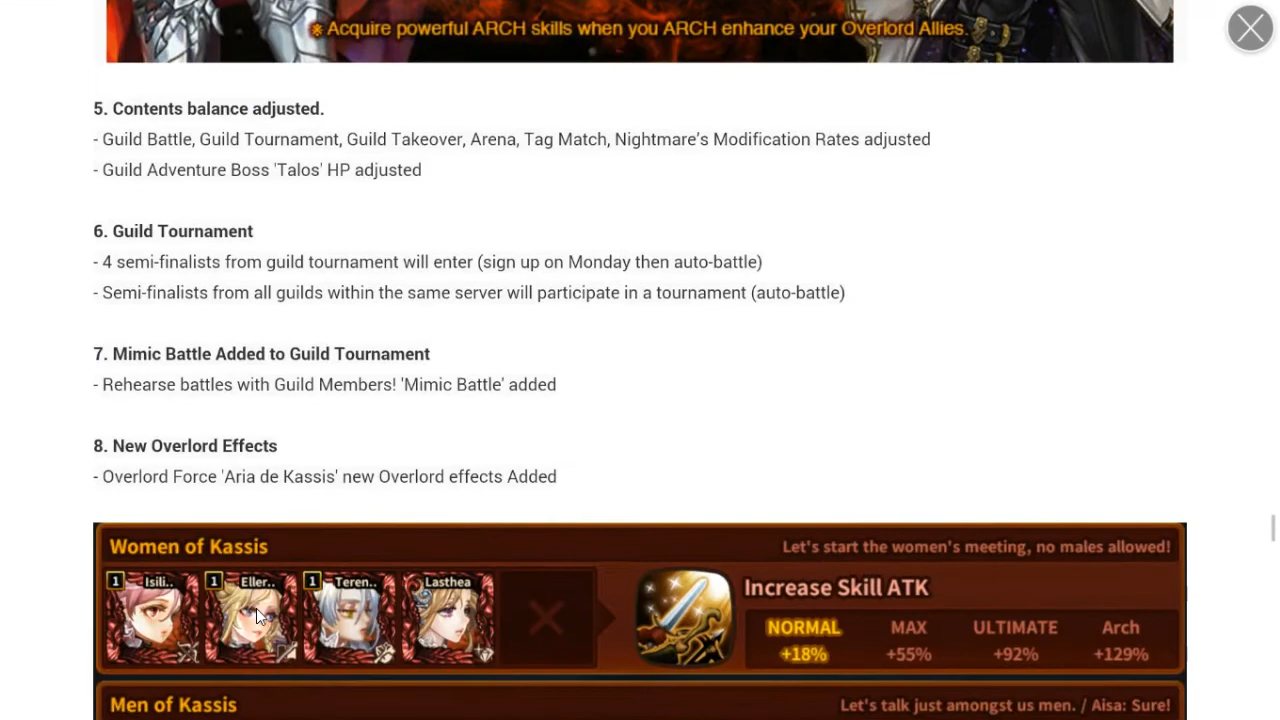 ※ Acquire powerful ARCH skills when you ARCH enhance your Overlord Allies.
5. Contents balance adjusted.
- Guild Battle, Guild Tournament, Guild Takeover, Arena, Tag Match, Nightmare's Modification Rates adjusted
- Guild Adventure Boss 'Talos' HP adjusted
6. Guild Tournament
- 4 semi-finalists from guild tournament will enter (sign up on Monday then auto-battle)
- Semi-finalists from all guilds within the same server will participate in a tournament (auto-battle)
7. Mimic Battle Added to Guild Tournament
- Rehearse battles with Guild Members! 'Mimic Battle' added
8. New Overlord Effects
- Overlord Force 'Aria de Kassis' new Overlord effects Added
Women of Kassis Let's start the women's meeting, no males allowed!
1 Isili.. 1 Eller.. 1 Teren.. Lasthea
Increase Skill ATK
NORMAL MAX ULTIMATE Arch
+18% +55% +92% +129%
Men of Kassis Let's talk just amongst us men. / Aisa: Sure!